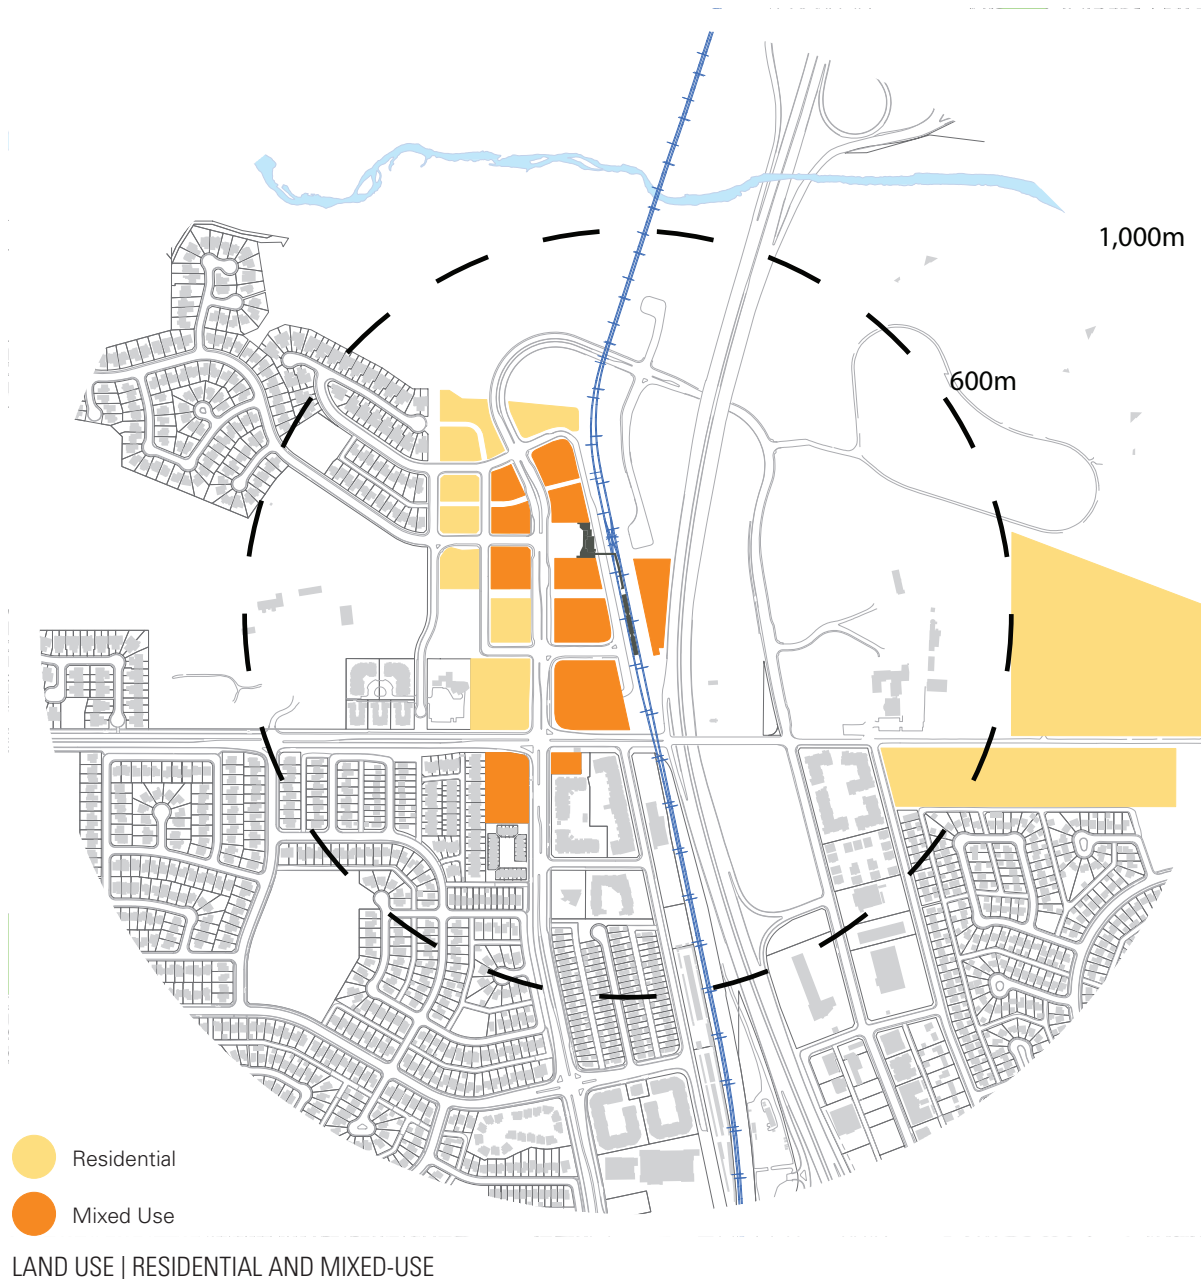 1,000m
600m
Residential
Mixed Use
LAND USE | RESIDENTIAL AND MIXED-USE